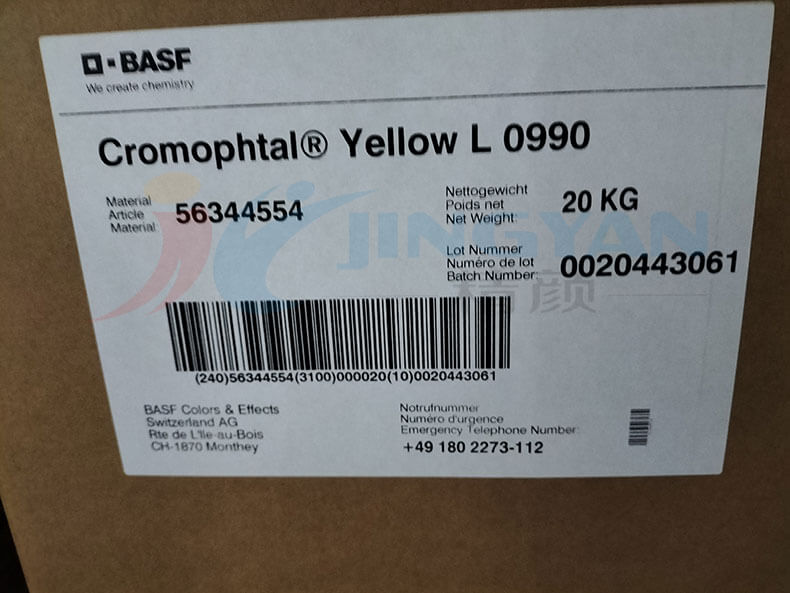 BASF
We create chemistry
Cromophtal® Yellow L 0990
Material
Article
Material:
56344554
Nettogewicht
Poids net
Net Weight:
20 KG
Lot Nummer
Numéro de lot
Batch Number:
0020443061
JINGYAN
精颜
(240)56344554(3100)000020(10)0020443061
BASF Colors & Effects
Switzerland AG
Rte de L'Ile-au-Bois
CH-1870 Monthey
Notrufnummer
Numéro d'urgence
Emergency Telephone Number:
+49 180 2273-112